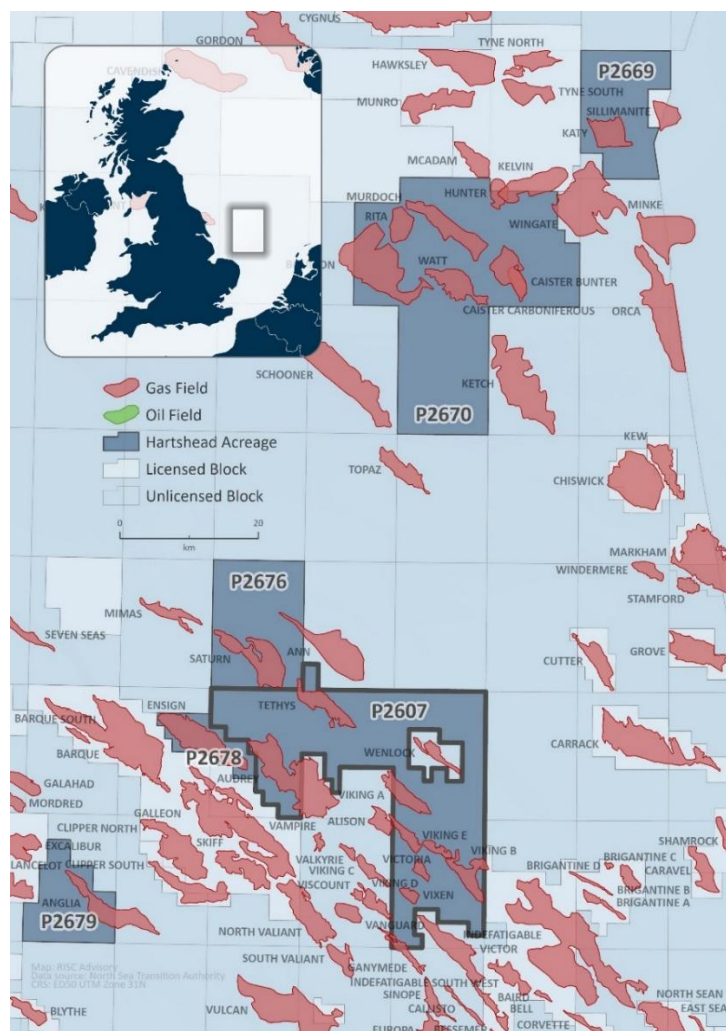 CYGNUS
GORDON
TYNE NORTH
HAWKSLEY
P2669
CAVENDISH
TYNE SOUTH
MUNRO
SILLIMANITE
KATY
MCADAM
KELVIN
MURDOCH
HUNTER
MINKE
RITA
WINGATE
WATT
CAISTER BUNTER
CAISTER CARBONIFEROUS
ORCA
SCHOONER
KETCH
Gas Field
Oil Field
P2670
Hartshead Acreage
KEW
Licensed Block
TOPAZ
CHISWICK
Unlicensed Block
0
20
km
MARKHAM
P2676
WINDERMERE
STAMFORD
MIMAS
SEVEN SEAS
ANN
GROVE
SATURN
CUTTER
ENSIGN
TETHYS
P2607
BARQUE SOUTH
CARRACK
WENLOCK
BARQUE
P2678
AUDREY
GALAHAD
VIKING A
MORDRED
GALLEON
VAMPIRE
ALISON
CLIPPER NORTH
VIKING E
SKIFF
SHAMROCK
EXCALIBUR
VALKYRIE
VICTORIA
VIKING B
BRIGANTINE C
LANCELOT
CLIPPER SOUTH
VIKING C
BRIGANTINE D
CARAVEL
VISCOUNT
VIKING D
VIXEN
BRIGANTINE B
ANGLIA
BRIGANTINE A
P2679
VANGUARD
NORTH VALIANT
INDEFATIGABLE
VICTOR
SOUTH VALIANT
GANYMEDE
Map: RISC Advisory
Data source: North Sea Transition Authority
CRS: ED50 UTM Zone 31N
INDEFATIGABLE SOUTH WEST
SINOPE
BAIRD
NORTH SEAN
BLYTHE
VULCAN
CALLISTO
BELL
EAST SEA
CORVETTE
EUROPA
BESSEMER